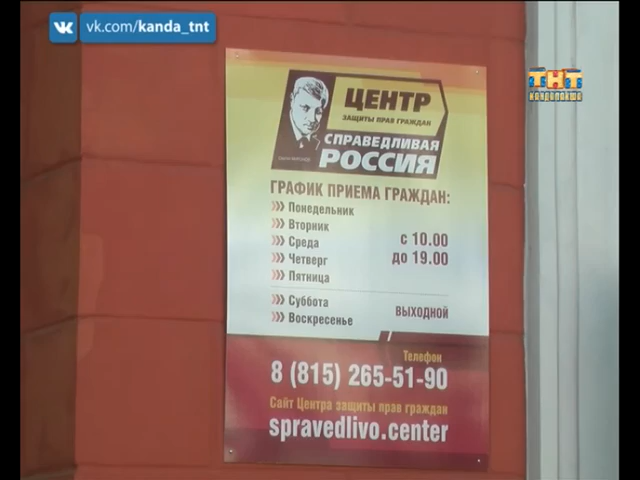 vk.com/kanda_tnt
ТНТ
Кандалакша
ЦЕНТР
ЗАЩИТЫ ПРАВ ГРАЖДАН
СПРАВЕДЛИВАЯ
РОССИЯ
ГРАФИК ПРИЕМА ГРАЖДАН:
Понедельник
Вторник
Среда с 10.00
Четверг до 19.00
Пятница
Суббота
Воскресенье ВЫХОДНОЙ
Телефон
8 (815) 265-51-90
Сайт Центра защиты прав граждан
spravedlivo.center